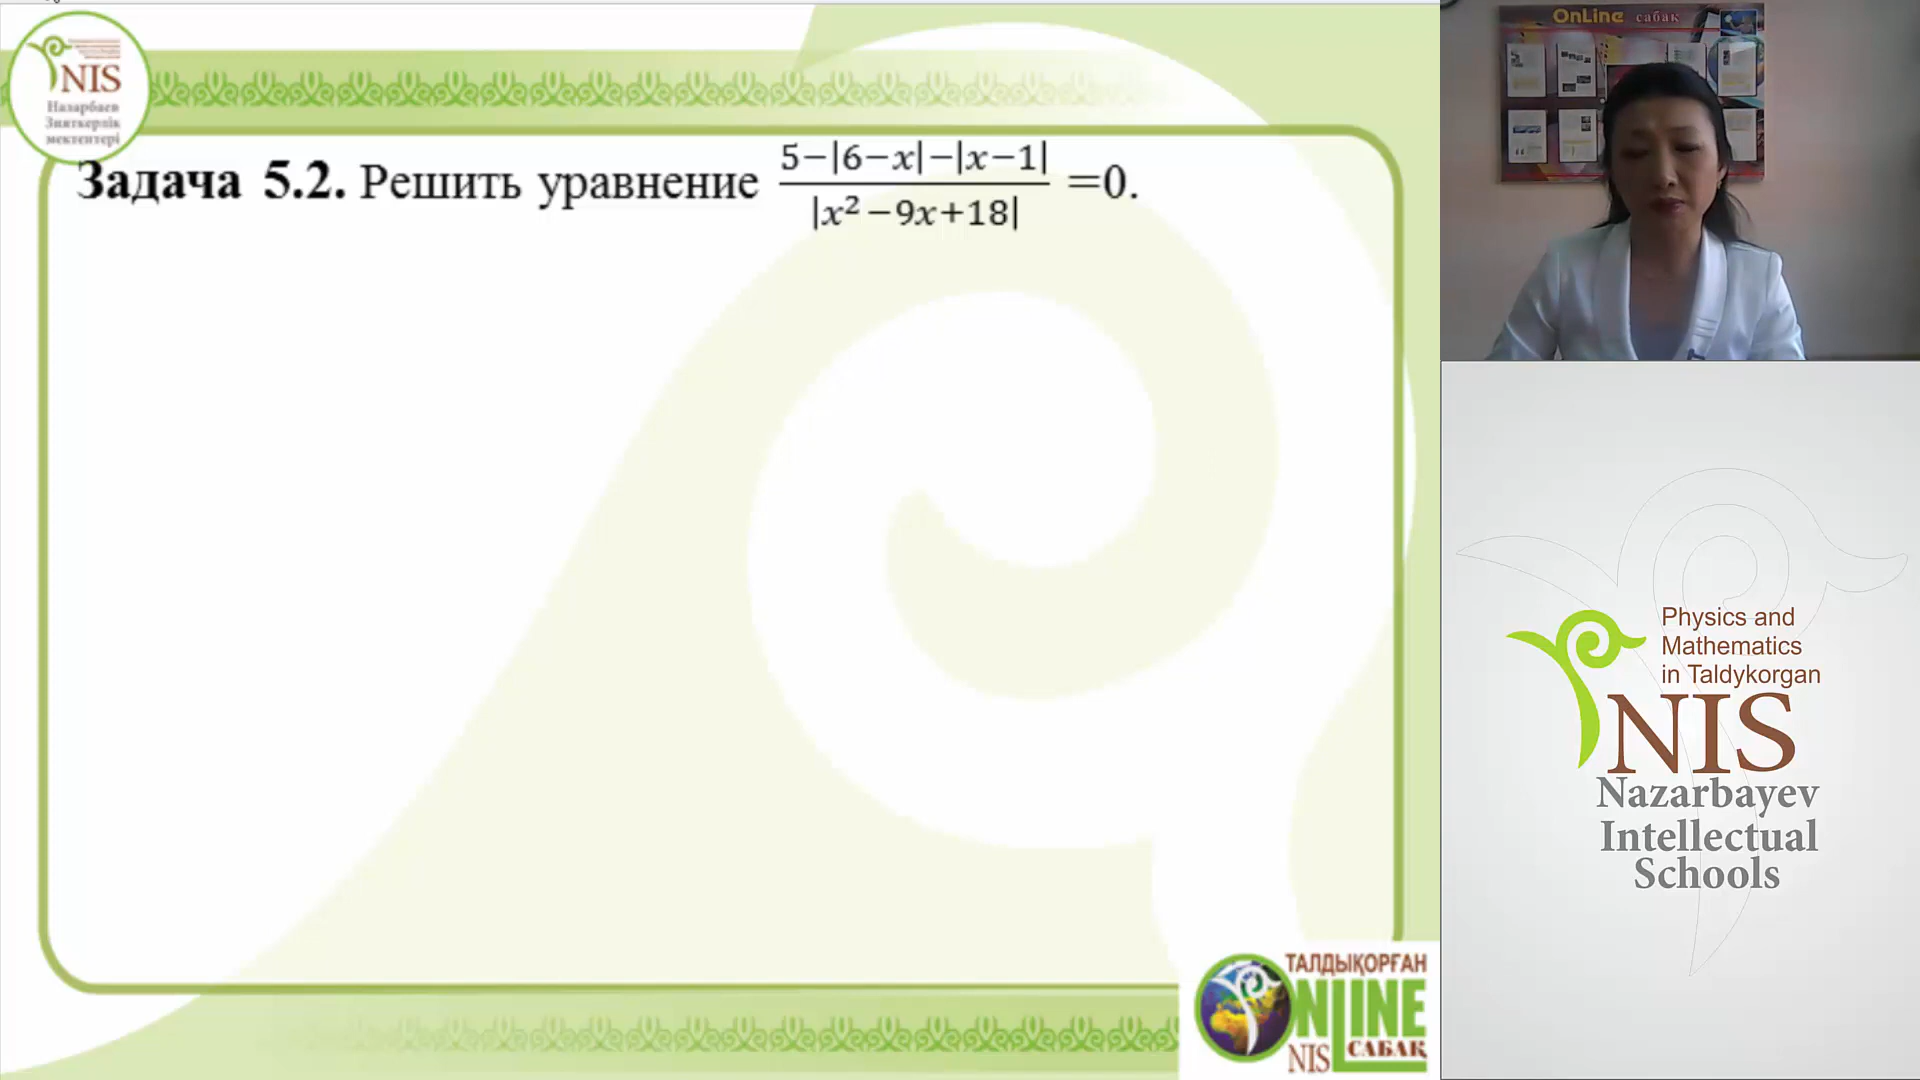 NIS
Назарбаев
Зияткерлік
мектептері
Задача 5.2. Решить уравнение (5−|6−x|−|x−1|)/|x²−9x+18| =0.
OnLine сабақ
Physics and
Mathematics
in Taldykorgan
NIS
Nazarbayev
Intellectual
Schools
ТАЛДЫҚОРҒАН
ONLINE
NIS САБАҚ